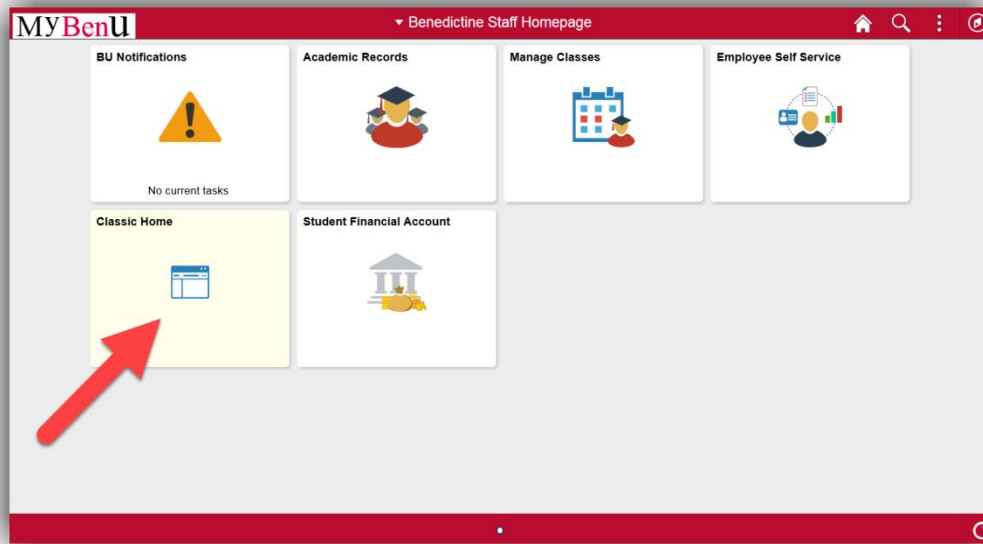 MyBenU
Benedictine Staff Homepage
BU Notifications
Academic Records
Manage Classes
Employee Self Service
No current tasks
Classic Home
Student Financial Account